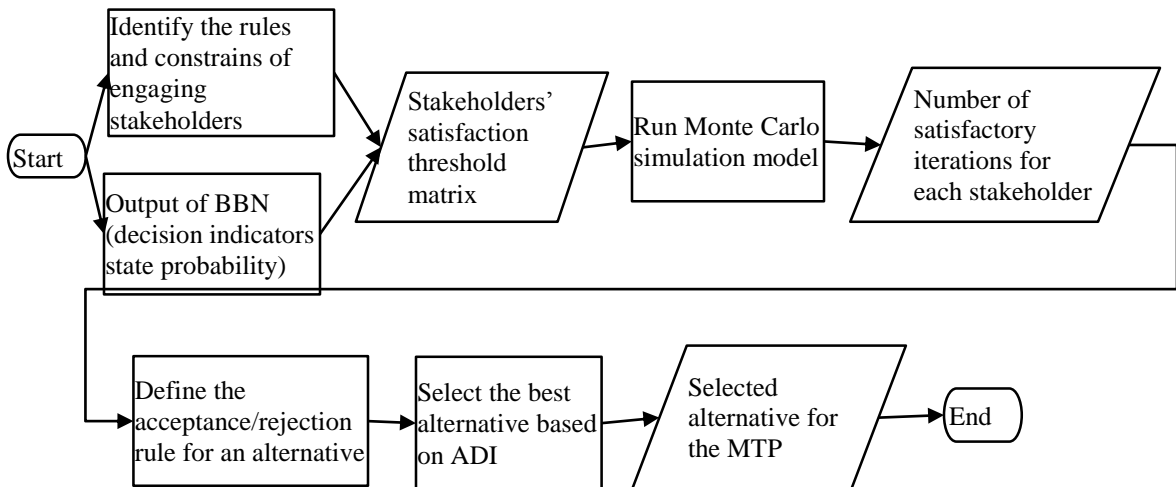 Start
Identify the rules
and constrains of
engaging
stakeholders
Output of BBN
(decision indicators
state probability)
Stakeholders’
satisfaction
threshold
matrix
Run Monte Carlo
simulation model
Number of
satisfactory
iterations for
each stakeholder
Define the
acceptance/rejection
rule for an alternative
Select the best
alternative based
on ADI
Selected
alternative for
the MTP
End